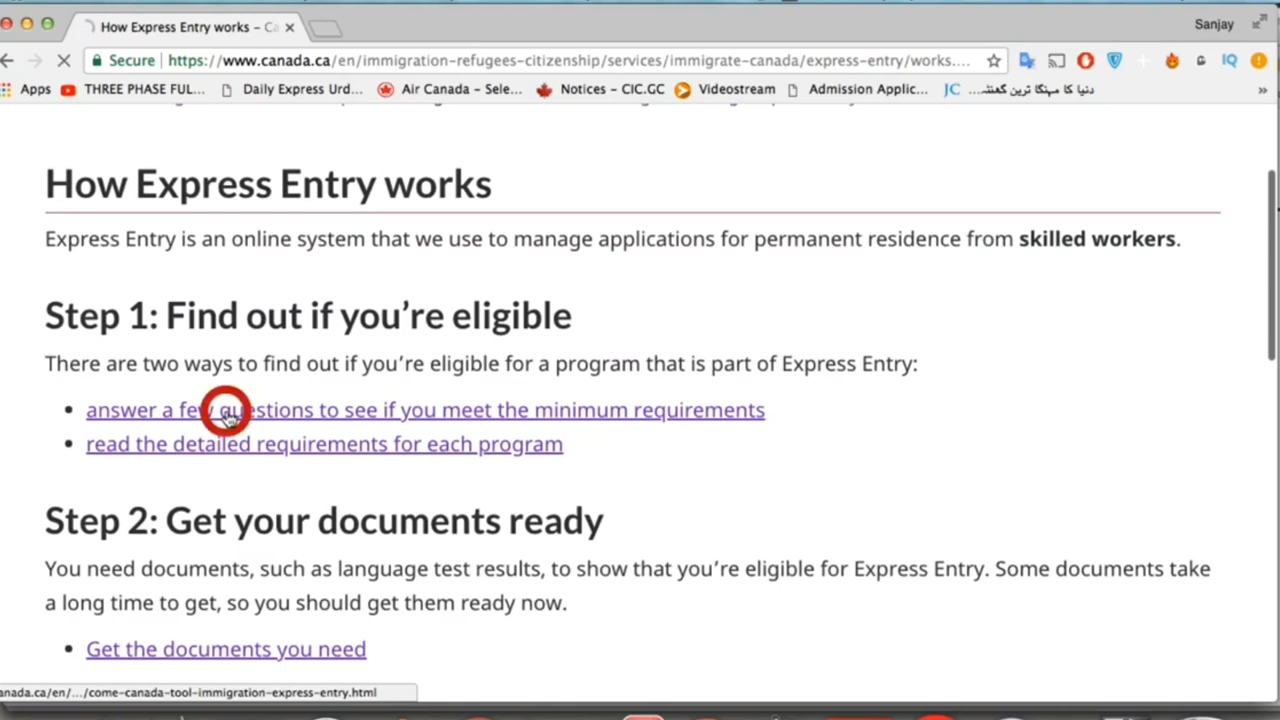 How Express Entry works – Ca
Sanjay
Secure
https://www.canada.ca/en/immigration-refugees-citizenship/services/immigrate-canada/express-entry/works....
Apps
THREE PHASE FUL...
Daily Express Urd...
Air Canada – Sele...
Notices – CIC.GC
Videostream
Admission Applic...
JC
دنیا کا مہنگا ترین گھنٹہ...
»
How Express Entry works
Express Entry is an online system that we use to manage applications for permanent residence from skilled workers.
Step 1: Find out if you’re eligible
There are two ways to find out if you’re eligible for a program that is part of Express Entry:
• answer a few questions to see if you meet the minimum requirements
• read the detailed requirements for each program
Step 2: Get your documents ready
You need documents, such as language test results, to show that you’re eligible for Express Entry. Some documents take
a long time to get, so you should get them ready now.
• Get the documents you need
anada.ca/en/.../come-canada-tool-immigration-express-entry.html